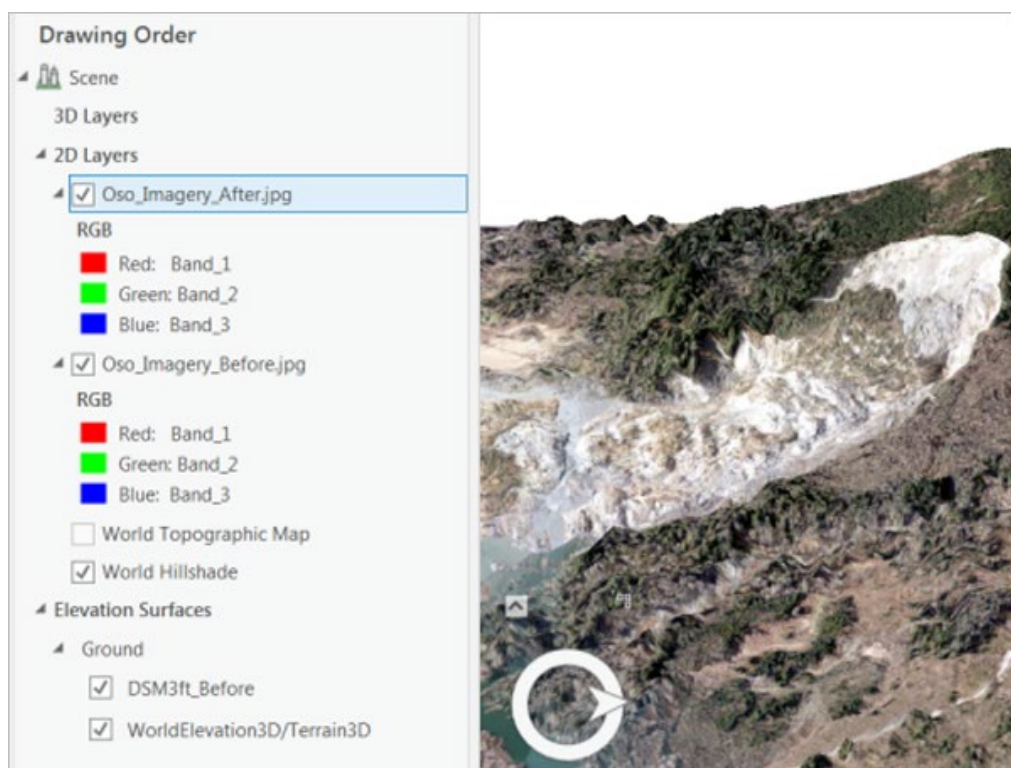 Drawing Order
Scene
3D Layers
2D Layers
Oso_Imagery_After.jpg
RGB
Red: Band_1
Green: Band_2
Blue: Band_3
Oso_Imagery_Before.jpg
RGB
Red: Band_1
Green: Band_2
Blue: Band_3
World Topographic Map
World Hillshade
Elevation Surfaces
Ground
DSM3ft_Before
WorldElevation3D/Terrain3D